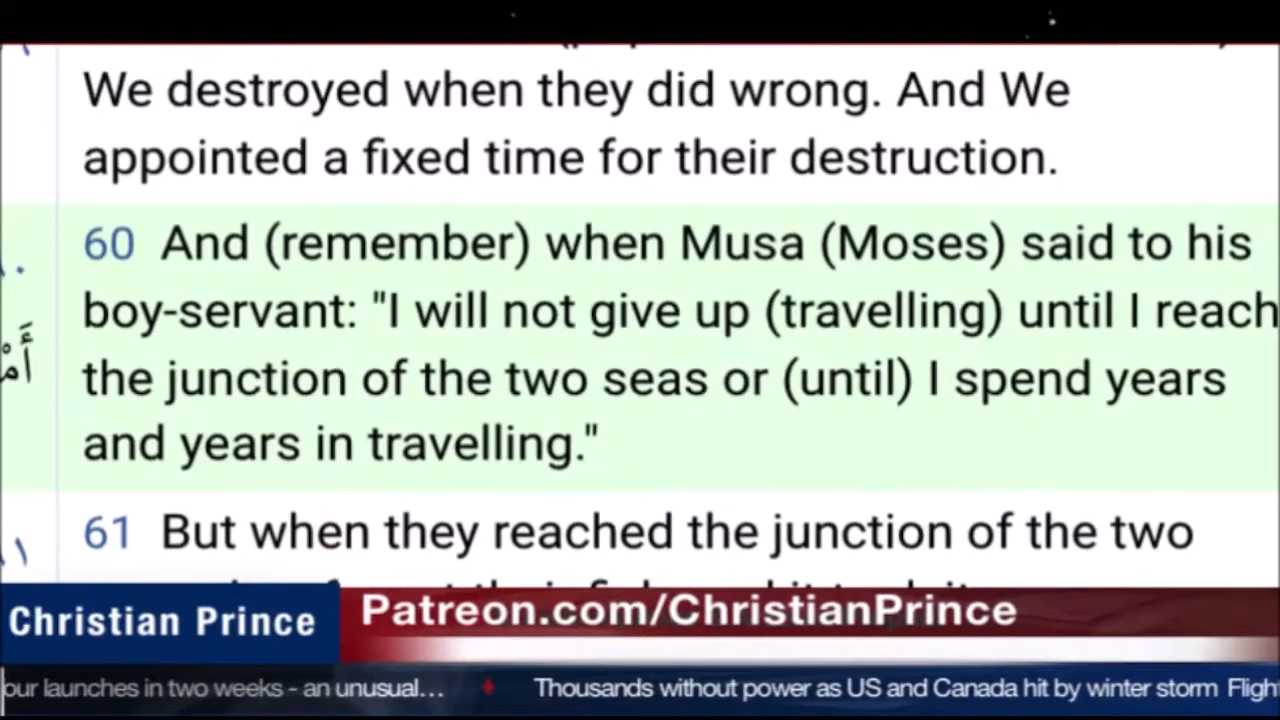 We destroyed when they did wrong. And We
appointed a fixed time for their destruction.
60 And (remember) when Musa (Moses) said to his
boy-servant: "I will not give up (travelling) until I reach
the junction of the two seas or (until) I spend years
and years in travelling."
61 But when they reached the junction of the two
Christian Prince
Patreon.com/ChristianPrince
our launches in two weeks - an unusual... Thousands without power as US and Canada hit by winter storm Flight